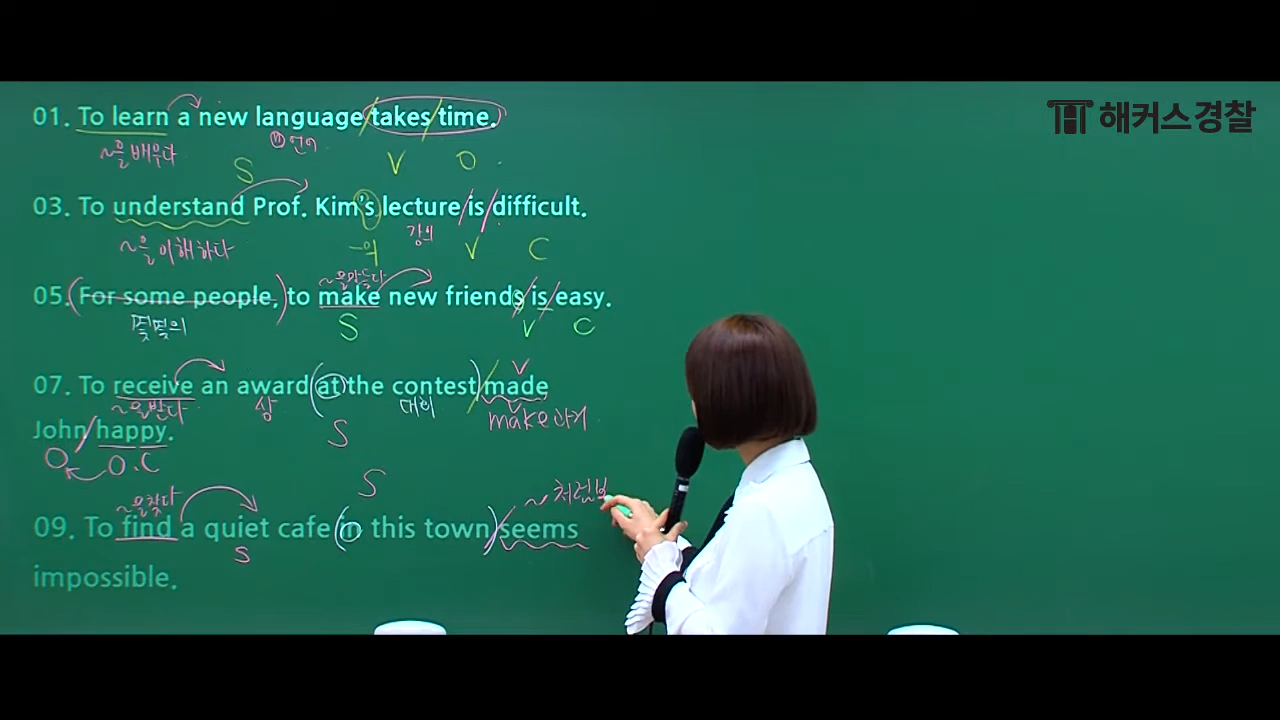 해커스경찰
01. To learn a new language takes time.
~을 배우다 언어
S V O
03. To understand Prof. Kim's lecture is difficult.
~을 이해하다 ~의 강의 V C
~을 만들다
05. (For some people,) to make new friends is easy.
몇몇의 S V C
V
07. To receive an award (at the contest) made
~을 받다 상 대회 make 과거
S
John happy.
O O.C
S
~을 찾다 ~처럼 보
09. To find a quiet cafe (in this town) seems
S
impossible.